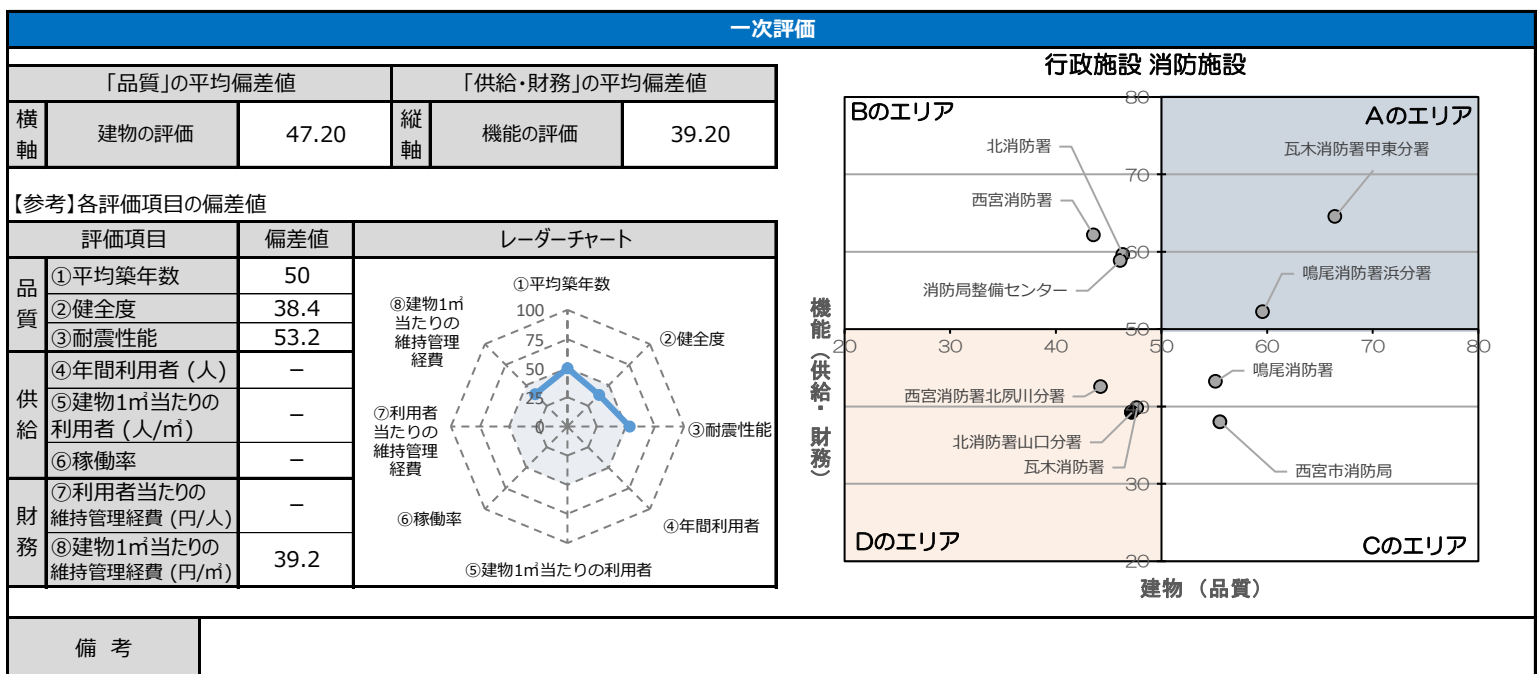 一次評価
「品質」の平均偏差値
「供給・財務」の平均偏差値
横軸
建物の評価
47.20
縦軸
機能の評価
39.20
【参考】各評価項目の偏差値
評価項目
偏差値
レーダーチャート
品質
①平均築年数
50
②健全度
38.4
③耐震性能
53.2
供給
④年間利用者 (人)
－
⑤建物1㎡当たりの
利用者 (人/㎡)
－
⑥稼働率
－
財務
⑦利用者当たりの
維持管理経費 (円/人)
－
⑧建物1㎡当たりの
維持管理経費 (円/㎡)
39.2
①平均築年数
②健全度
③耐震性能
④年間利用者
⑤建物1㎡当たりの利用者
⑥稼働率
⑦利用者
当たりの
維持管理
経費
⑧建物1㎡
当たりの
維持管理
経費
100
75
50
25
0
行政施設 消防施設
Bのエリア
Aのエリア
80
70
60
50
40
30
20
20
30
40
50
60
70
80
北消防署
瓦木消防署甲東分署
西宮消防署
鳴尾消防署浜分署
消防局整備センター
鳴尾消防署
西宮消防署北夙川分署
北消防署山口分署
瓦木消防署
西宮市消防局
Dのエリア
Cのエリア
機能（供給・財務）
建物 （品質）
備 考